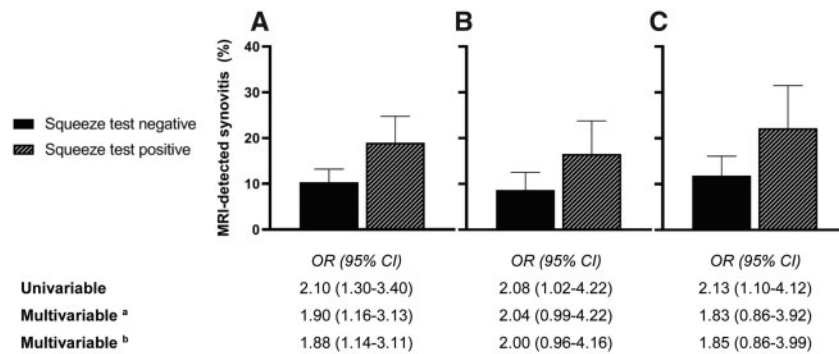 A B C
MRI-detected synovitis (%)
40
30
20
10
0
Squeeze test negative
Squeeze test positive
OR (95% CI) OR (95% CI) OR (95% CI)
Univariable 2.10 (1.30-3.40) 2.08 (1.02-4.22) 2.13 (1.10-4.12)
Multivariable a 1.90 (1.16-3.13) 2.04 (0.99-4.22) 1.83 (0.86-3.92)
Multivariable b 1.88 (1.14-3.11) 2.00 (0.96-4.16) 1.85 (0.86-3.99)